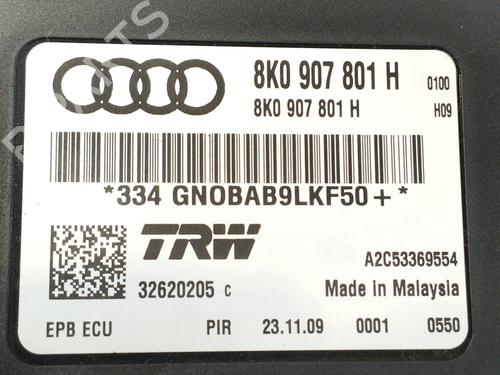 8K0 907 801 H 0100
8K0 907 801 H H09
*334 GNOBAB9LKF50+*
TRW A2C53369554
32620205 C Made in Malaysia
EPB ECU PIR 23.11.09 0001 0550